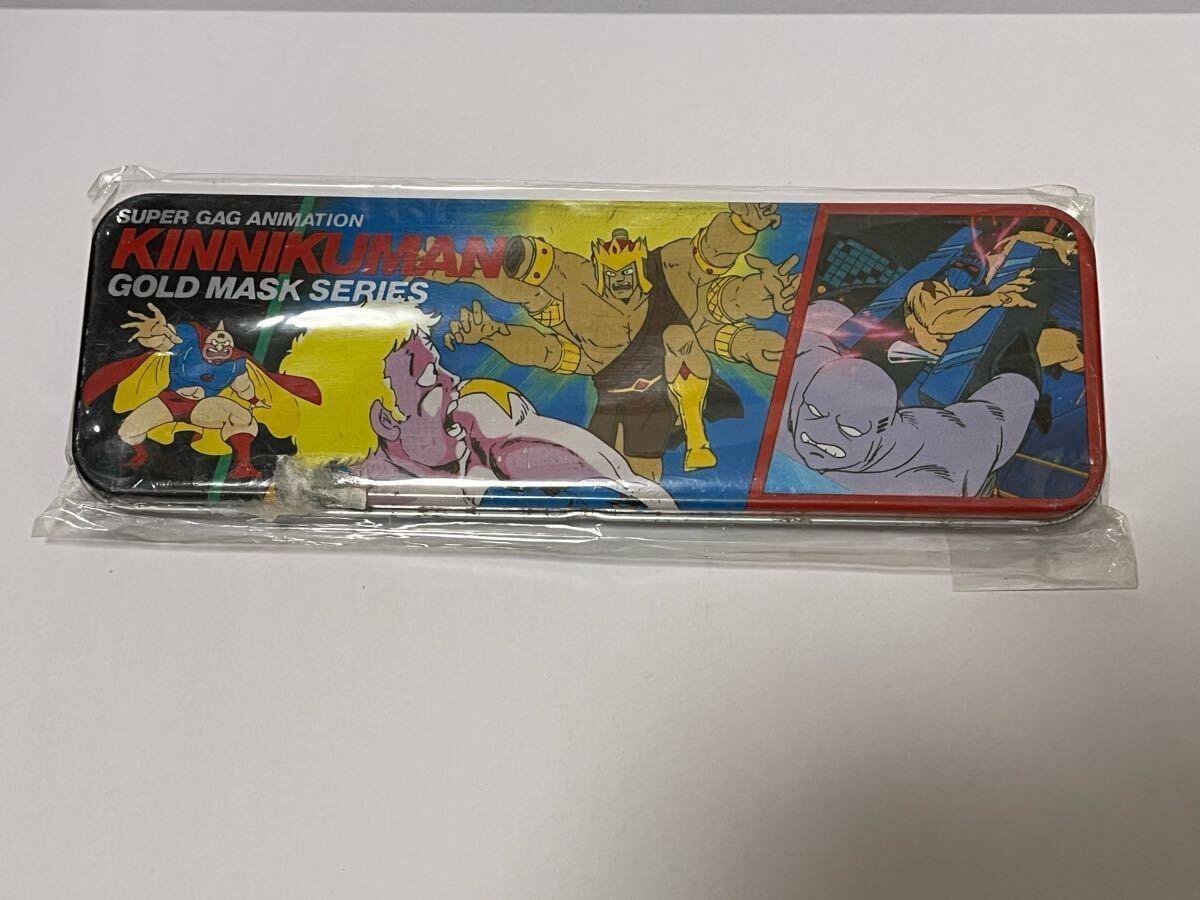 SUPER GAG ANIMATION
KINNIKUMAN
GOLD MASK SERIES